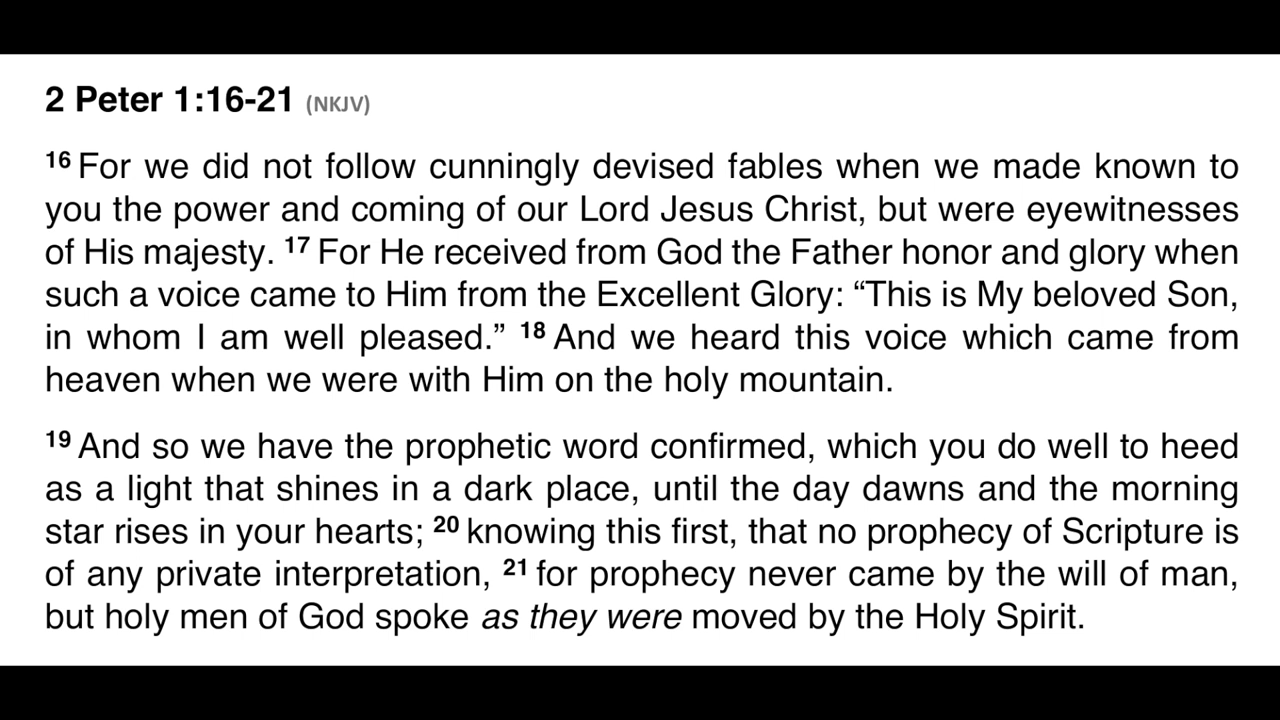 2 Peter 1:16-21 (NKJV)
16 For we did not follow cunningly devised fables when we made known to
you the power and coming of our Lord Jesus Christ, but were eyewitnesses
of His majesty. 17 For He received from God the Father honor and glory when
such a voice came to Him from the Excellent Glory: “This is My beloved Son,
in whom I am well pleased.” 18 And we heard this voice which came from
heaven when we were with Him on the holy mountain.
19 And so we have the prophetic word confirmed, which you do well to heed
as a light that shines in a dark place, until the day dawns and the morning
star rises in your hearts; 20 knowing this first, that no prophecy of Scripture is
of any private interpretation, 21 for prophecy never came by the will of man,
but holy men of God spoke as they were moved by the Holy Spirit.